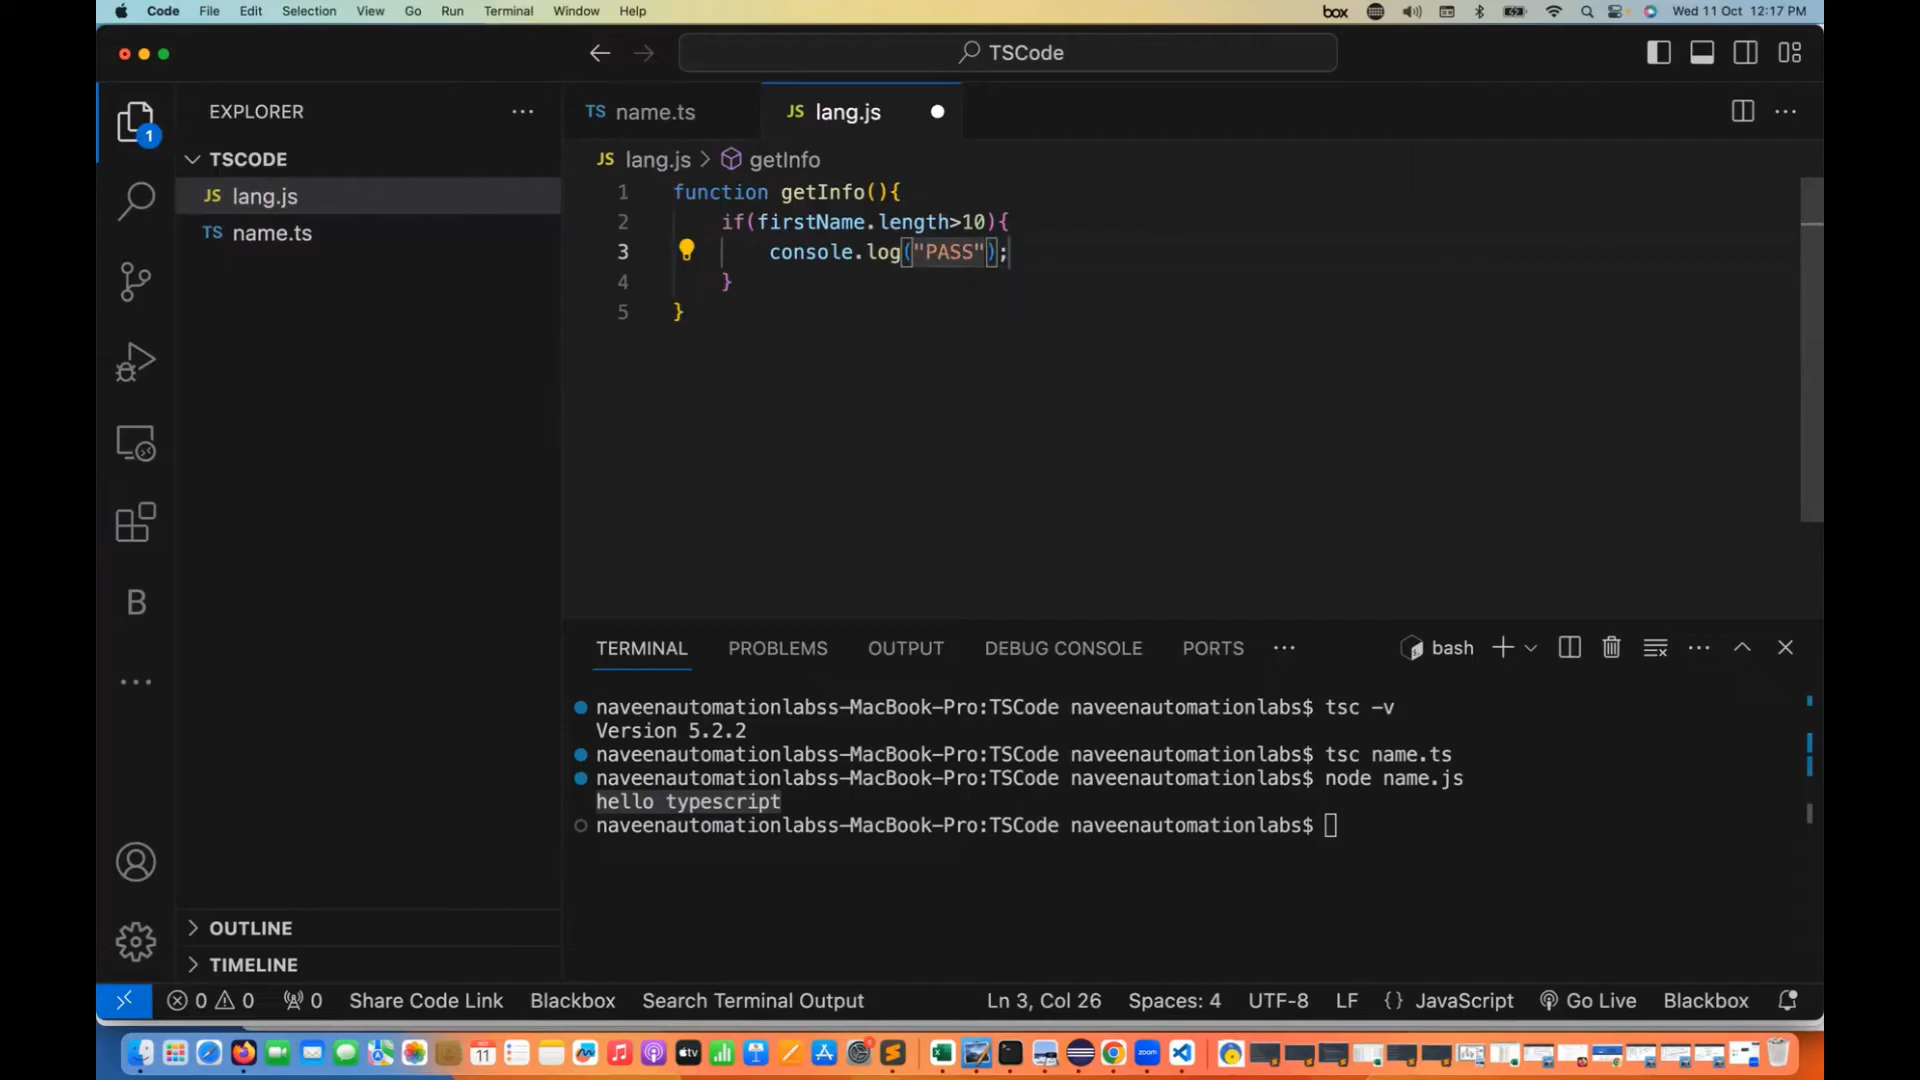 Code File Edit Selection View Go Run Terminal Window Help
box Wed 11 Oct 12:17 PM
TSCode
EXPLORER
1
TSCODE
JS lang.js
TS name.ts
TS name.ts
JS lang.js
JS lang.js > getInfo
1 function getInfo(){
2 if(firstName.length>10){
3 console.log("PASS");
4 }
5 }
B
TERMINAL PROBLEMS OUTPUT DEBUG CONSOLE PORTS
bash
naveenautomationlabss-MacBook-Pro:TSCode naveenautomationlabs$ tsc -v
Version 5.2.2
naveenautomationlabss-MacBook-Pro:TSCode naveenautomationlabs$ tsc name.ts
naveenautomationlabss-MacBook-Pro:TSCode naveenautomationlabs$ node name.js
hello typescript
naveenautomationlabss-MacBook-Pro:TSCode naveenautomationlabs$
OUTLINE
TIMELINE
0 0 0 Share Code Link Blackbox Search Terminal Output Ln 3, Col 26 Spaces: 4 UTF-8 LF {} JavaScript Go Live Blackbox
tv 11 zoom